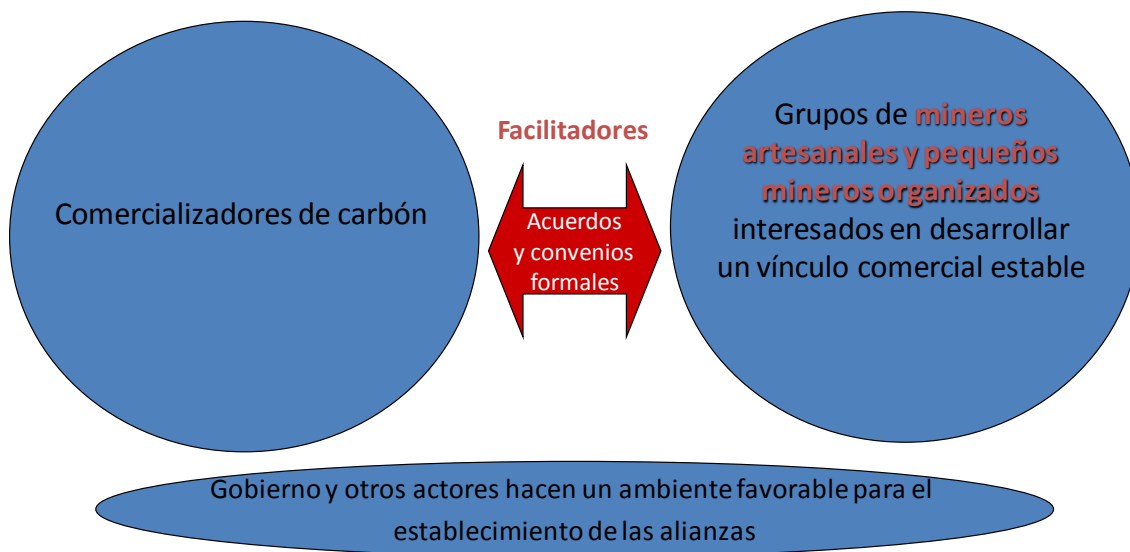 Comercializadores de carbón
Facilitadores
Acuerdos
y convenios
formales
Grupos de mineros
artesanales y pequeños
mineros organizados
interesados en desarrollar
un vínculo comercial estable
Gobierno y otros actores hacen un ambiente favorable para el
establecimiento de las alianzas